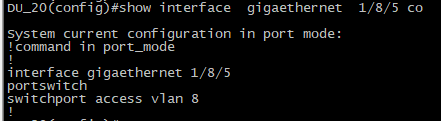 DU_20(config)#show interface  gigaethernet  1/8/5 co
System current configuration in port mode:
!command in port_mode
!
interface gigaethernet 1/8/5
portswitch
switchport access vlan 8
!